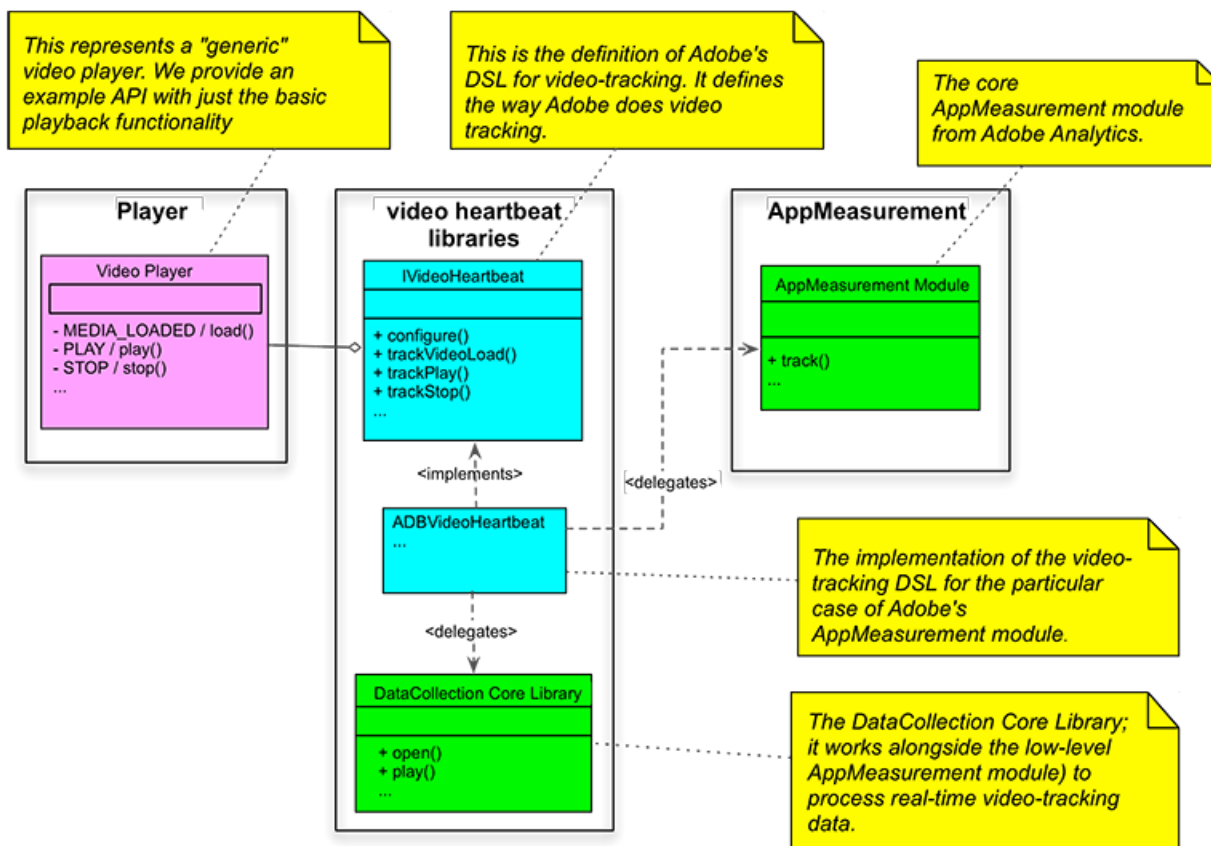 This represents a "generic"
video player. We provide an
example API with just the basic
playback functionality
This is the definition of Adobe's
DSL for video-tracking. It defines
the way Adobe does video
tracking.
The core
AppMeasurement module
from Adobe Analytics.
Player
Video Player
- MEDIA_LOADED / load()
- PLAY / play()
- STOP / stop()
...
video heartbeat
libraries
IVideoHeartbeat
+ configure()
+ trackVideoLoad()
+ trackPlay()
+ trackStop()
...
<implements>
ADBVideoHeartbeat
...
<delegates>
DataCollection Core Library
+ open()
+ play()
...
AppMeasurement
AppMeasurement Module
+ track()
...
<delegates>
The implementation of the video-
tracking DSL for the particular
case of Adobe's
AppMeasurement module.
The DataCollection Core Library;
it works alongside the low-level
AppMeasurement module) to
process real-time video-tracking
data.